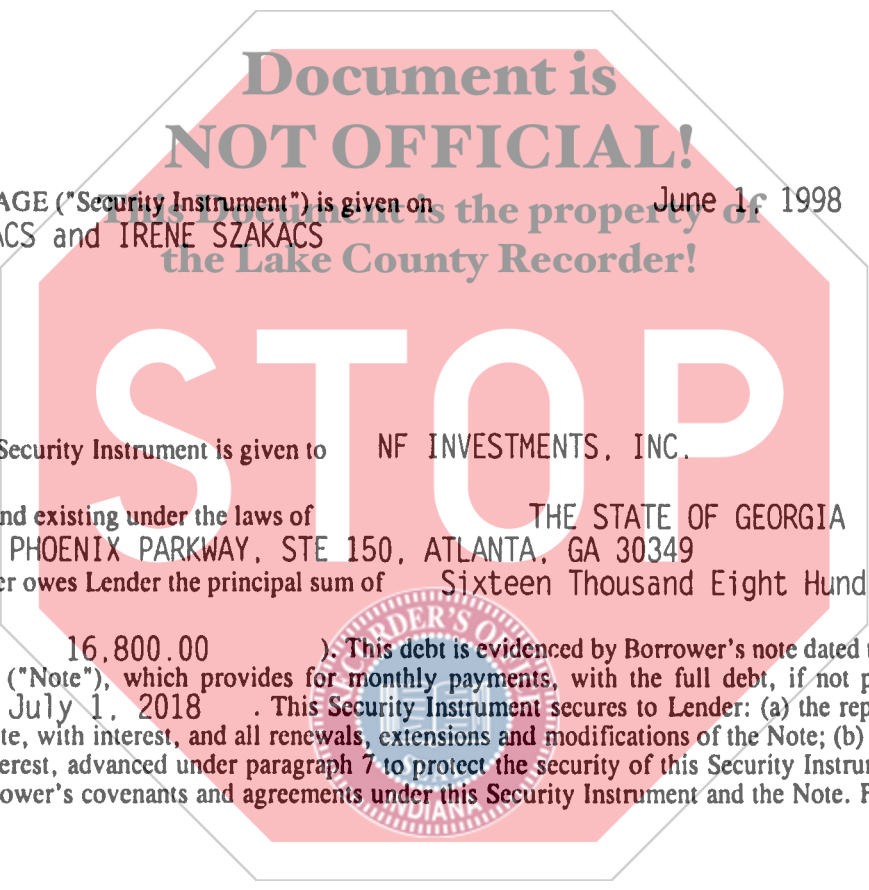 Document is
NOT OFFICIAL!
AGE ("Security Instrument") is given on June 1, 1998
This Document is the property of
ACS and IRENE SZAKACS
the Lake County Recorder!
STOP
Security Instrument is given to NF INVESTMENTS, INC.
nd existing under the laws of THE STATE OF GEORGIA
PHOENIX PARKWAY, STE 150, ATLANTA, GA 30349
er owes Lender the principal sum of Sixteen Thousand Eight Hund
16,800.00 ). This debt is evidenced by Borrower's note dated t
("Note"), which provides for monthly payments, with the full debt, if not p
July 1, 2018 . This Security Instrument secures to Lender: (a) the rep
te, with interest, and all renewals, extensions and modifications of the Note; (b)
erest, advanced under paragraph 7 to protect the security of this Security Instru
ower's covenants and agreements under this Security Instrument and the Note. F
RECORDER'S OF
INDIANA